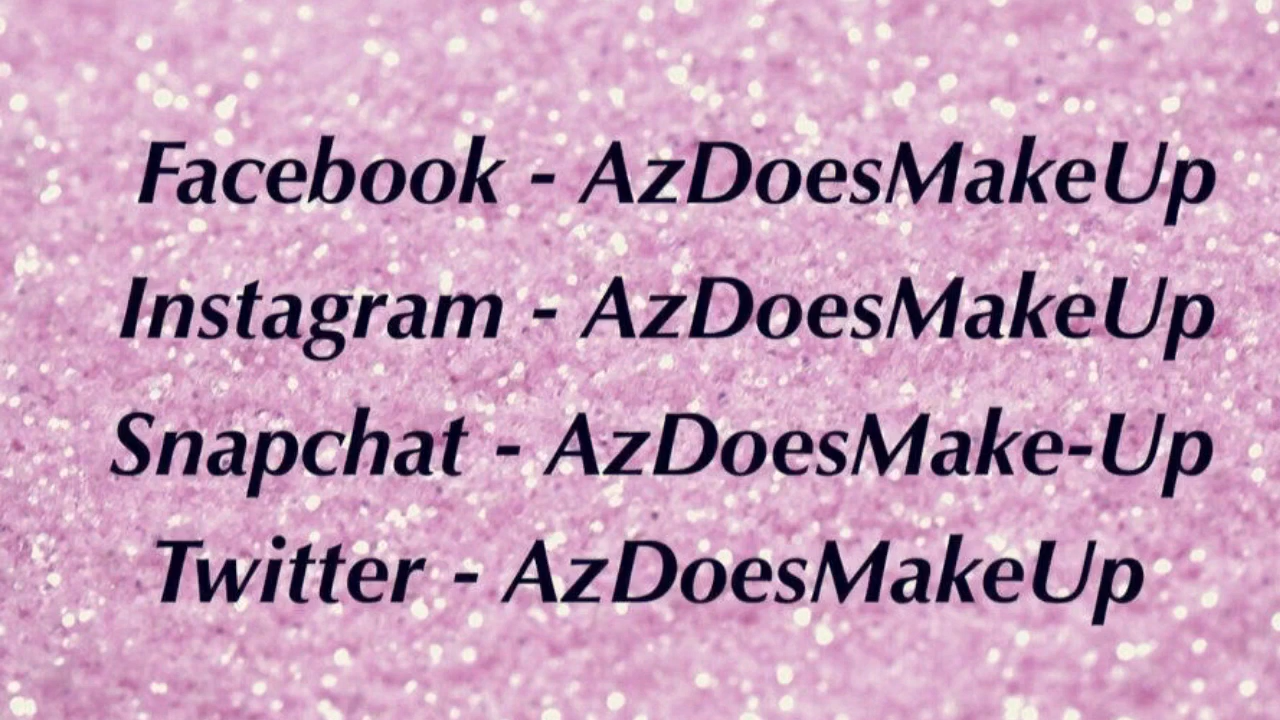 Facebook - AzDoesMakeUp
Instagram - AzDoesMakeUp
Snapchat - AzDoesMake-Up
Twitter - AzDoesMakeUp